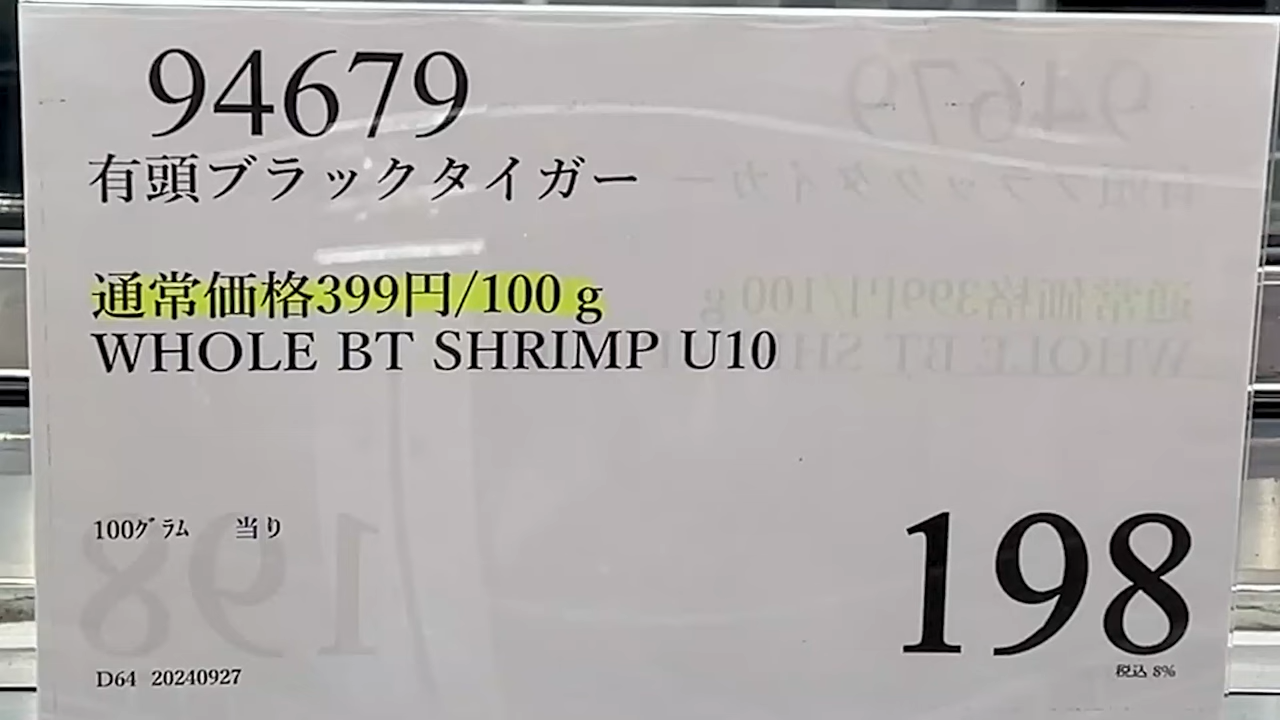 94679
有頭ブラックタイガー
通常価格399円/100 g
WHOLE BT SHRIMP U10
100ｸﾞﾗﾑ 当り
198
税込 8%
D64 20240927